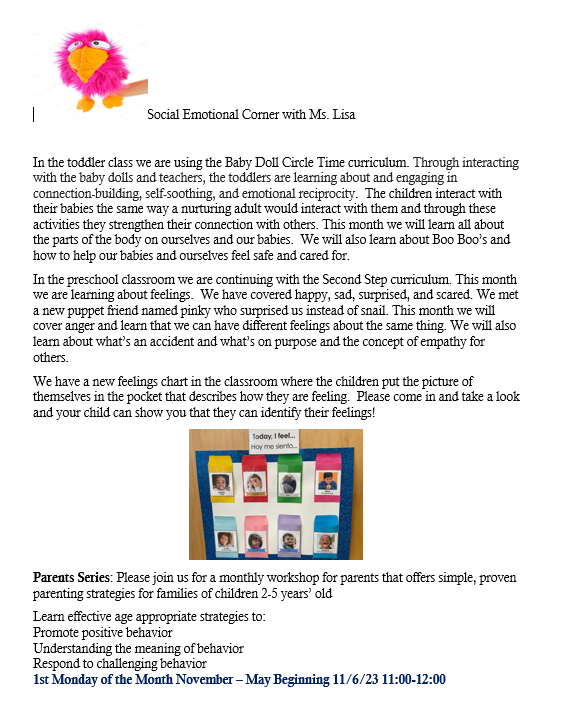 Social Emotional Corner with Ms. Lisa
In the toddler class we are using the Baby Doll Circle Time curriculum. Through interacting
with the baby dolls and teachers, the toddlers are learning about and engaging in
connection-building, self-soothing, and emotional reciprocity.  The children interact with
their babies the same way a nurturing adult would interact with them and through these
activities they strengthen their connection with others. This month we will learn all about
the parts of the body on ourselves and our babies.  We will also learn about Boo Boo's and
how to help our babies and ourselves feel safe and cared for.
In the preschool classroom we are continuing with the Second Step curriculum. This month
we are learning about feelings.  We have covered happy, sad, surprised, and scared. We met
a new puppet friend named pinky who surprised us instead of snail. This month we will
cover anger and learn that we can have different feelings about the same thing. We will also
learn about what's an accident and what's on purpose and the concept of empathy for
others.
We have a new feelings chart in the classroom where the children put the picture of
themselves in the pocket that describes how they are feeling.  Please come in and take a look
and your child can show you that they can identify their feelings!
Today, I feel...
Hoy me siento...
Parents Series: Please join us for a monthly workshop for parents that offers simple, proven
parenting strategies for families of children 2-5 years' old
Learn effective age appropriate strategies to:
Promote positive behavior
Understanding the meaning of behavior
Respond to challenging behavior
1st Monday of the Month November – May Beginning 11/6/23 11:00-12:00